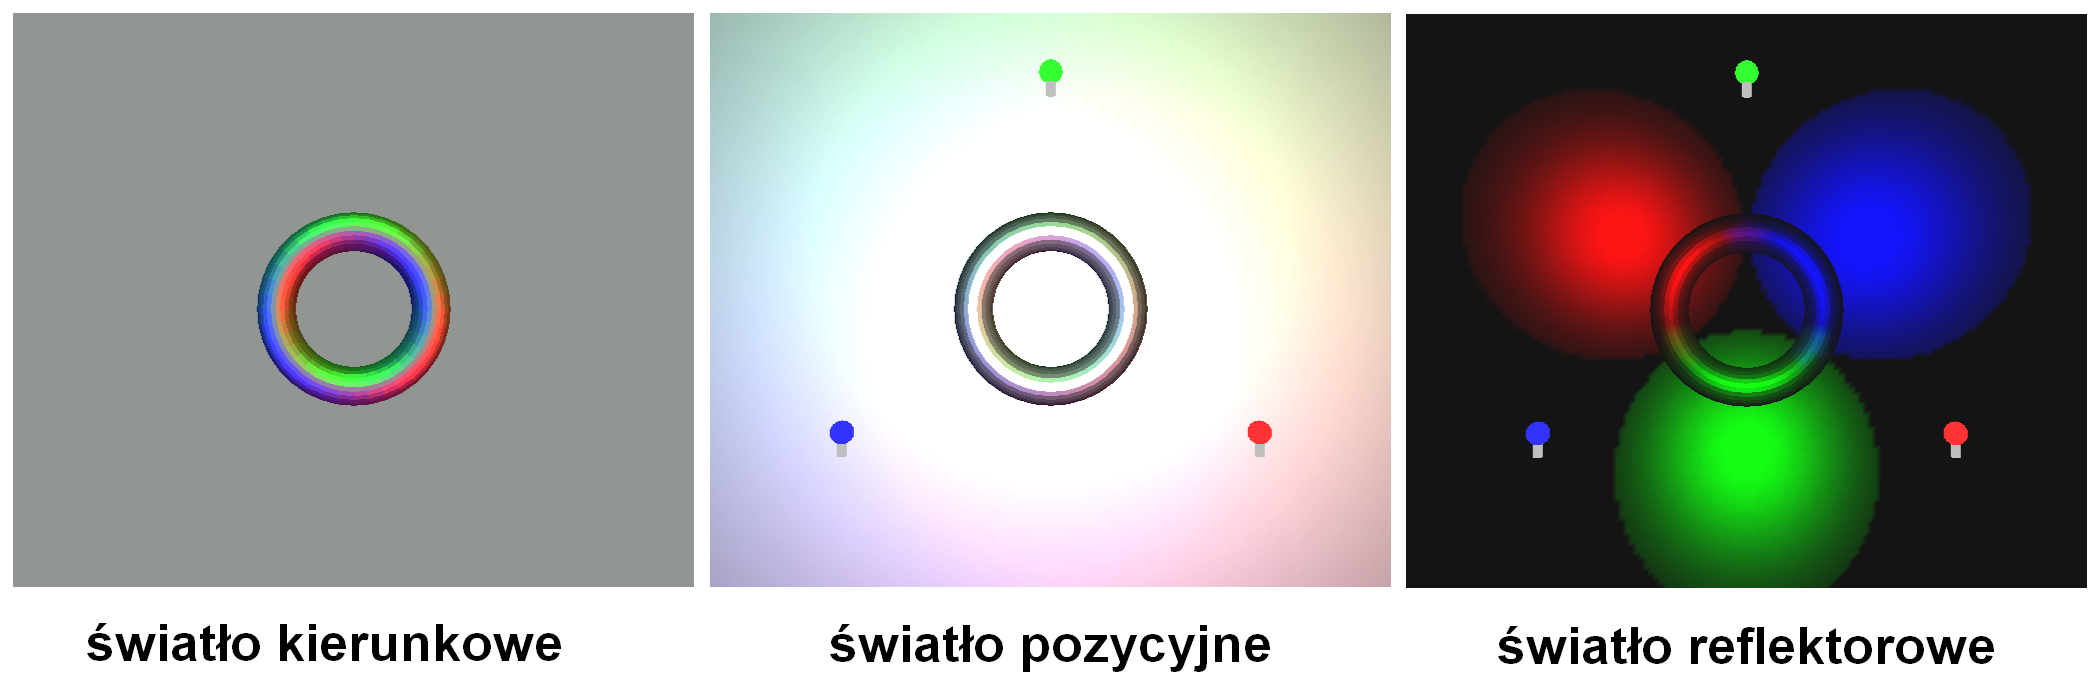 światło kierunkowe
światło pozycyjne
światło reflektorowe